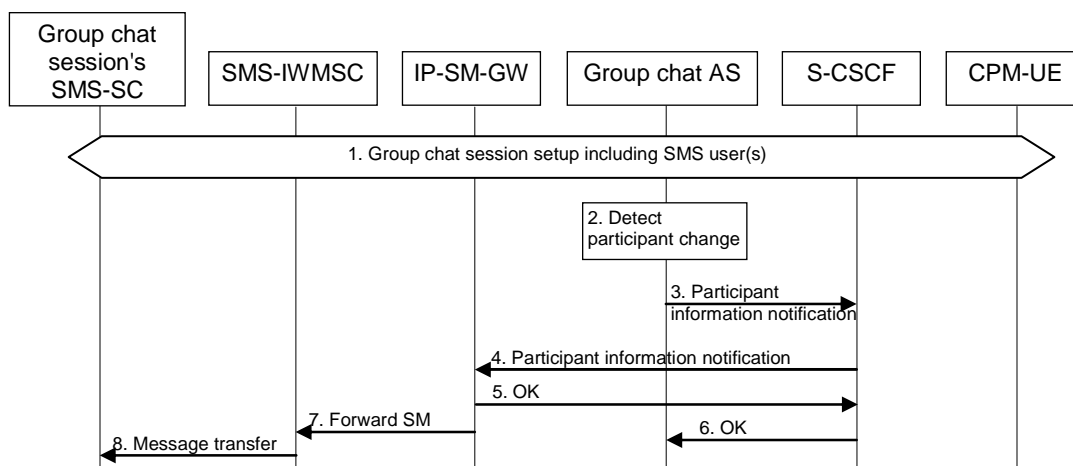 Group chat
session's
SMS-SC
SMS-IWMSC
IP-SM-GW
Group chat AS
S-CSCF
CPM-UE
1. Group chat session setup including SMS user(s)
2. Detect
participant change
3. Participant
information notification
4. Participant information notification
5. OK
7. Forward SM
6. OK
8. Message transfer